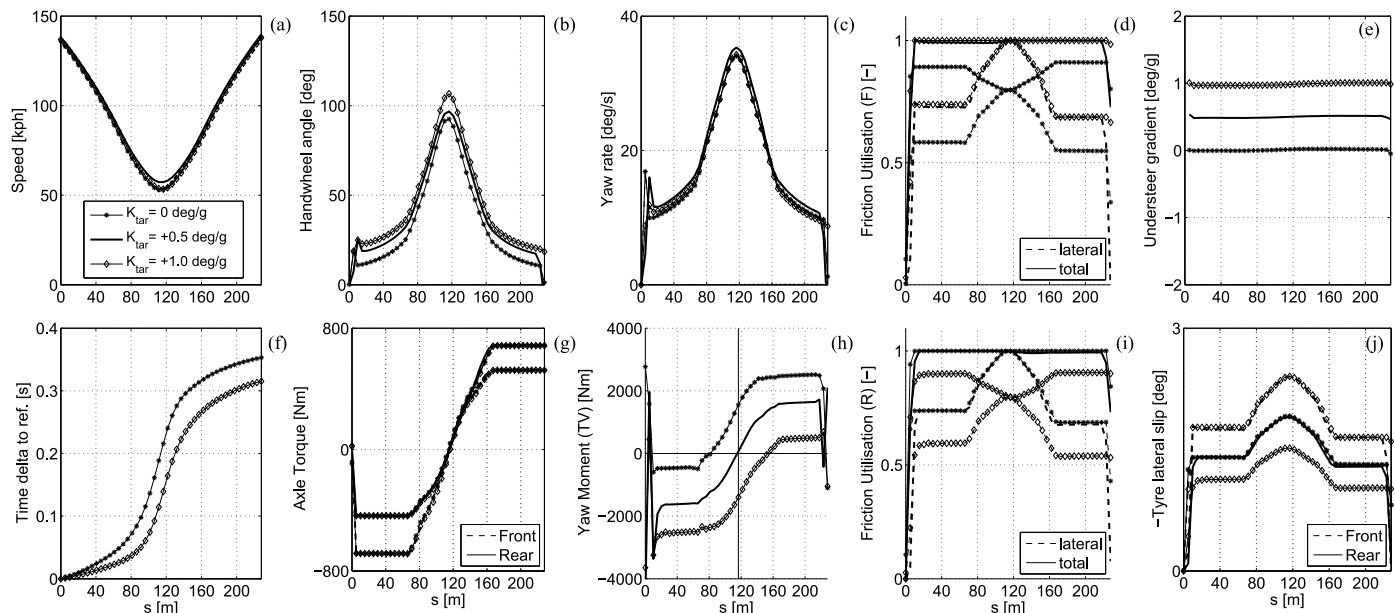 150
100
50
0
0 40 80 120 160 200
Speed [kph]
(a)
K_tar= 0 deg/g
K_tar= +0.5 deg/g
K_tar= +1.0 deg/g
150
100
50
0
0 40 80 120 160 200
Handwheel angle [deg]
(b)
40
20
0
0 40 80 120 160 200
Yaw rate [deg/s]
(c)
1
0.5
0
0 40 80 120 160 200
Friction Utilisation (F) [−]
(d)
lateral
total
2
1
0
−1
−2
0 40 80 120 160 200
Understeer gradient [deg/g]
(e)
0.4
0.3
0.2
0.1
0
0 40 80 120 160 200
Time delta to ref. [s]
s [m]
(f)
800
0
−800
0 40 80 120 160 200
Axle Torque [Nm]
s [m]
(g)
Front
Rear
4000
2000
0
−2000
−4000
0 40 80 120 160 200
Yaw Moment (TV) [Nm]
s [m]
(h)
1
0.5
0
0 40 80 120 160 200
Friction Utilisation (R) [−]
s [m]
(i)
lateral
total
3
0
0 40 80 120 160 200
−Tyre lateral slip [deg]
s [m]
(j)
Front
Rear